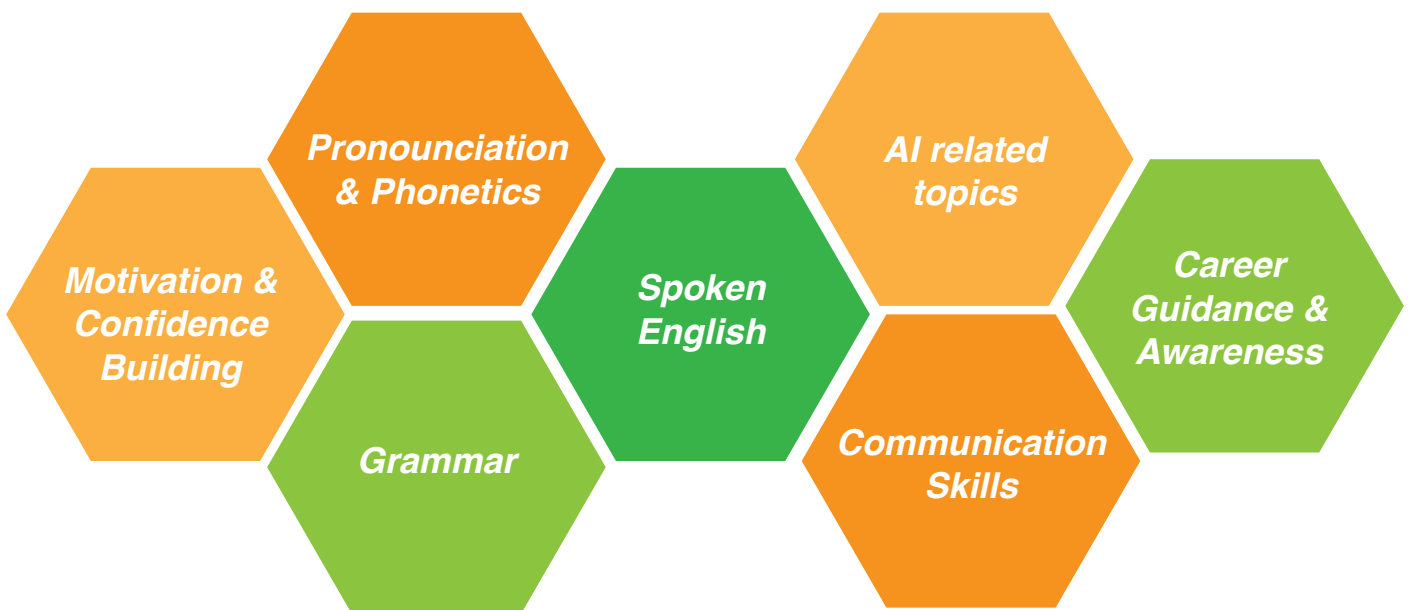 Pronounciation
& Phonetics
AI related
topics
Motivation &
Confidence
Building
Spoken
English
Career
Guidance &
Awareness
Grammar
Communication
Skills